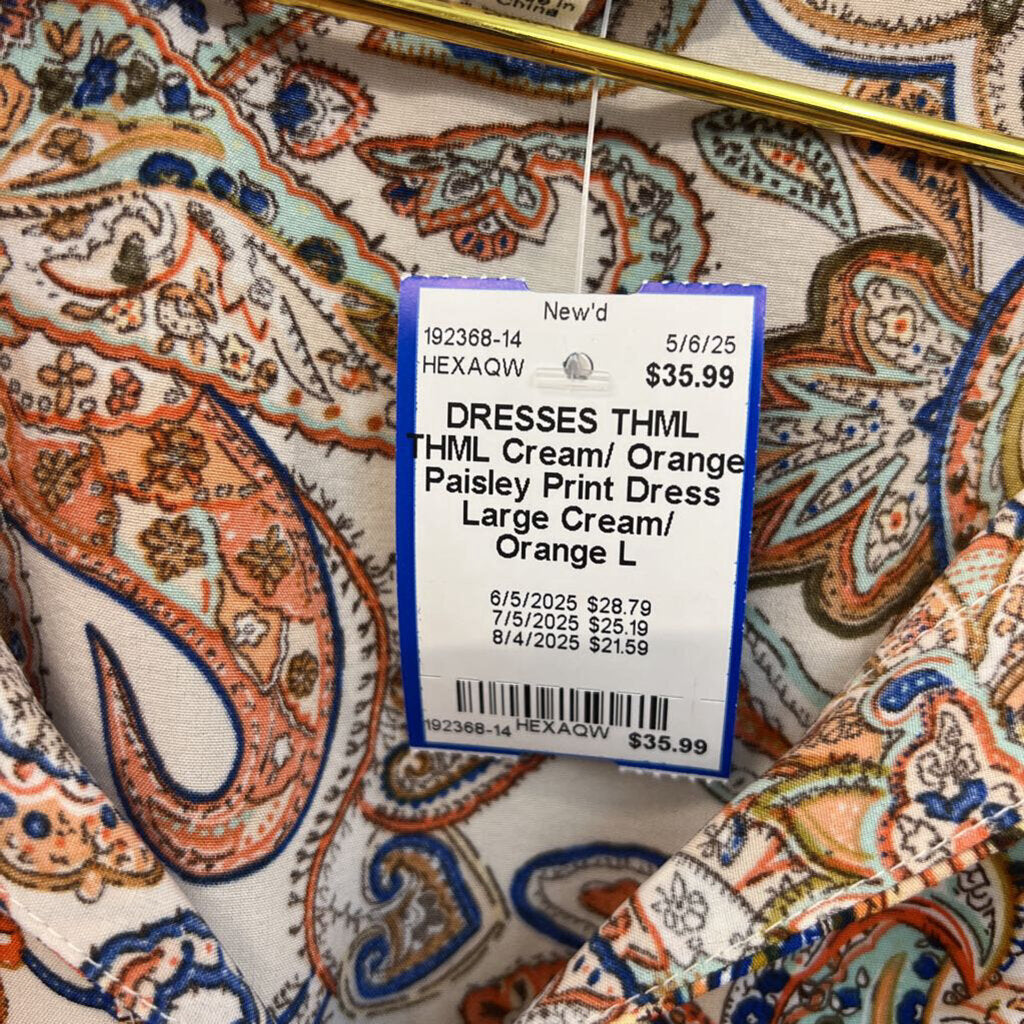 in
China
New'd
192368-14 5/6/25
HEXAQW $35.99
DRESSES THML
THML Cream/ Orange
Paisley Print Dress
Large Cream/
Orange L
6/5/2025 $28.79
7/5/2025 $25.19
8/4/2025 $21.59
192368-14 HEXAQW $35.99